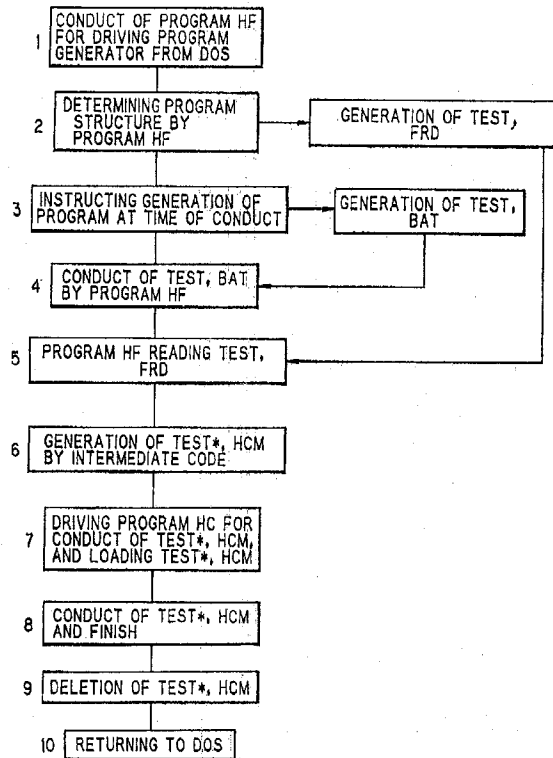 1
CONDUCT OF PROGRAM HF
FOR DRIVING PROGRAM
GENERATOR FROM DOS
2
DETERMINING PROGRAM
STRUCTURE BY
PROGRAM HF
GENERATION OF TEST,
FRD
3
INSTRUCTING GENERATION OF
PROGRAM AT TIME OF CONDUCT
GENERATION OF TEST,
BAT
4
CONDUCT OF TEST, BAT
BY PROGRAM HF
5
PROGRAM HF READING TEST,
FRD
6
GENERATION OF TEST*, HCM
BY INTERMEDIATE CODE
7
DRIVING PROGRAM HC FOR
CONDUCT OF TEST*, HCM,
AND LOADING TEST*, HCM
8
CONDUCT OF TEST*, HCM
AND FINISH
9
DELETION OF TEST*, HCM
10
RETURNING TO DOS